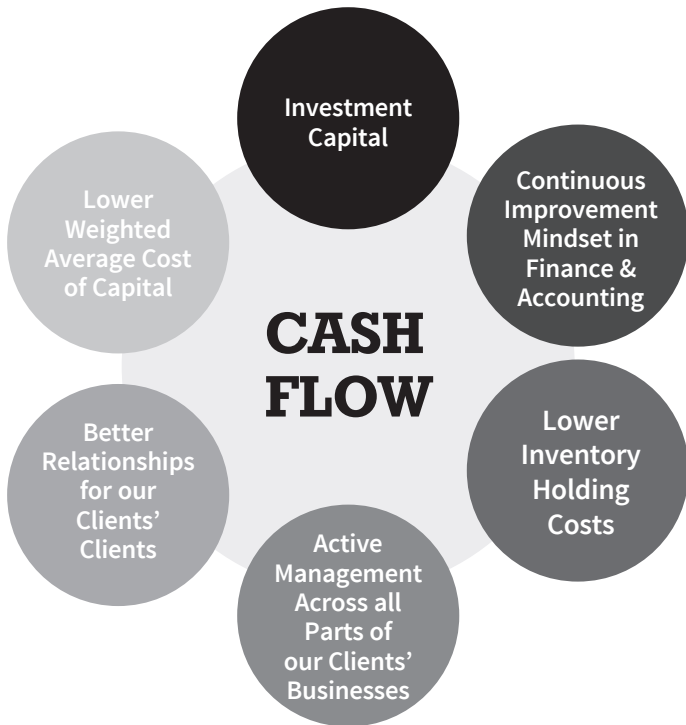 Investment
Capital
Continuous
Improvement
Mindset in
Finance &
Accounting
Lower
Inventory
Holding
Costs
Active
Management
Across all
Parts of
our Clients’
Businesses
Better
Relationships
for our
Clients’
Clients
Lower
Weighted
Average Cost
of Capital
CASH
FLOW